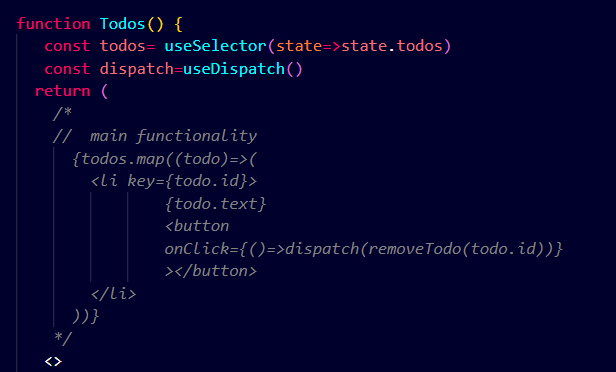 function Todos() {
const todos= useSelector(state=>state.todos)
const dispatch=useDispatch()
return (
/*
//  main functionality
{todos.map((todo)=>(
<li key={todo.id}>
{todo.text}
<button
onClick={()=>dispatch(removeTodo(todo.id))}
></button>
</li>
))}
*/
<>